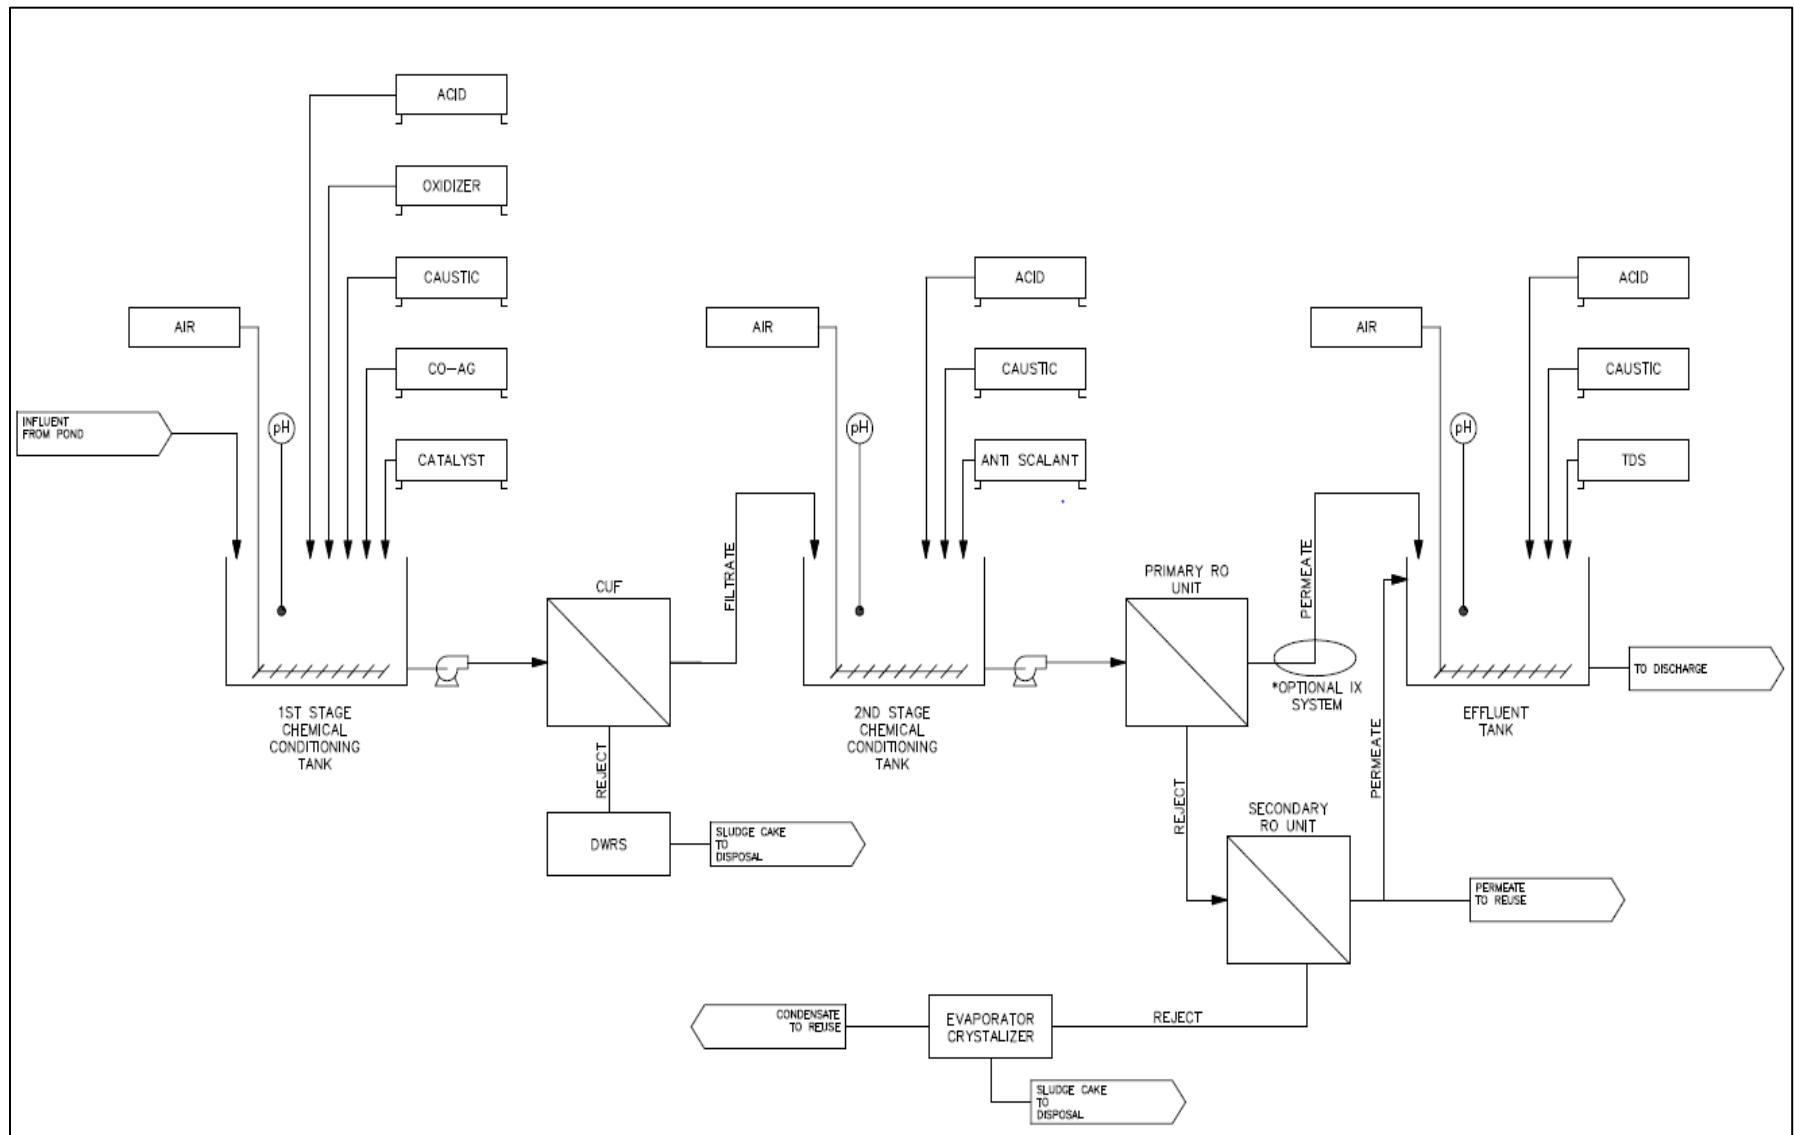 ACID
OXIDIZER
CAUSTIC
CO-AG
CATALYST
AIR
INFLUENT
FROM POND
pH
1ST STAGE
CHEMICAL
CONDITIONING
TANK
CUF
FILTRATE
REJECT
DWRS
SLUDGE CAKE
TO
DISPOSAL
AIR
pH
ACID
CAUSTIC
ANTI SCALANT
2ND STAGE
CHEMICAL
CONDITIONING
TANK
PRIMARY RO
UNIT
PERMEATE
*OPTIONAL IX
SYSTEM
REJECT
SECONDARY
RO UNIT
PERMEATE
PERMEATE
TO REUSE
REJECT
EVAPORATOR
CRYSTALIZER
CONDENSATE
TO REUSE
SLUDGE CAKE
TO
DISPOSAL
AIR
pH
ACID
CAUSTIC
TDS
EFFLUENT
TANK
TO DISCHARGE